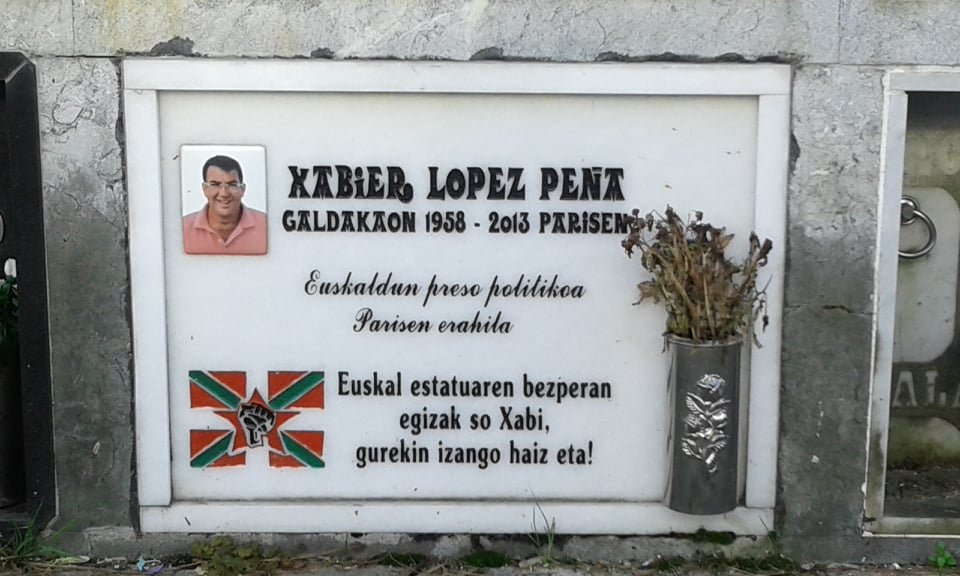 XABiER LOPEZ PEÑA
GALDAKAON 1958 - 2013 PARiSEN
Euskaldun preso politikoa
Parisen erahila
Euskal estatuaren bezperan
egizak so Xabi,
gurekin izango haiz eta!